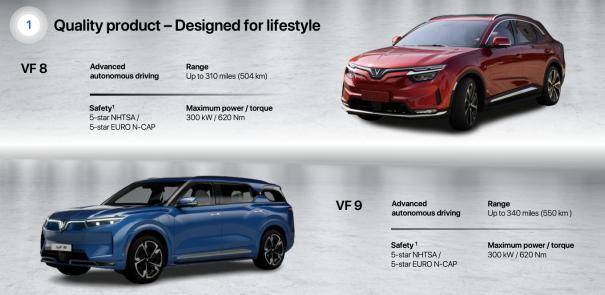 1 Quality product – Designed for lifestyle
VF 8
Advanced
autonomous driving
Range
Up to 310 miles (504 km)
Safety¹
5-star NHTSA /
5-star EURO N-CAP
Maximum power / torque
300 kW / 620 Nm
VF 9
Advanced
autonomous driving
Range
Up to 340 miles (550 km )
Safety ¹
5-star NHTSA /
5-star EURO N-CAP
Maximum power / torque
300 kW / 620 Nm